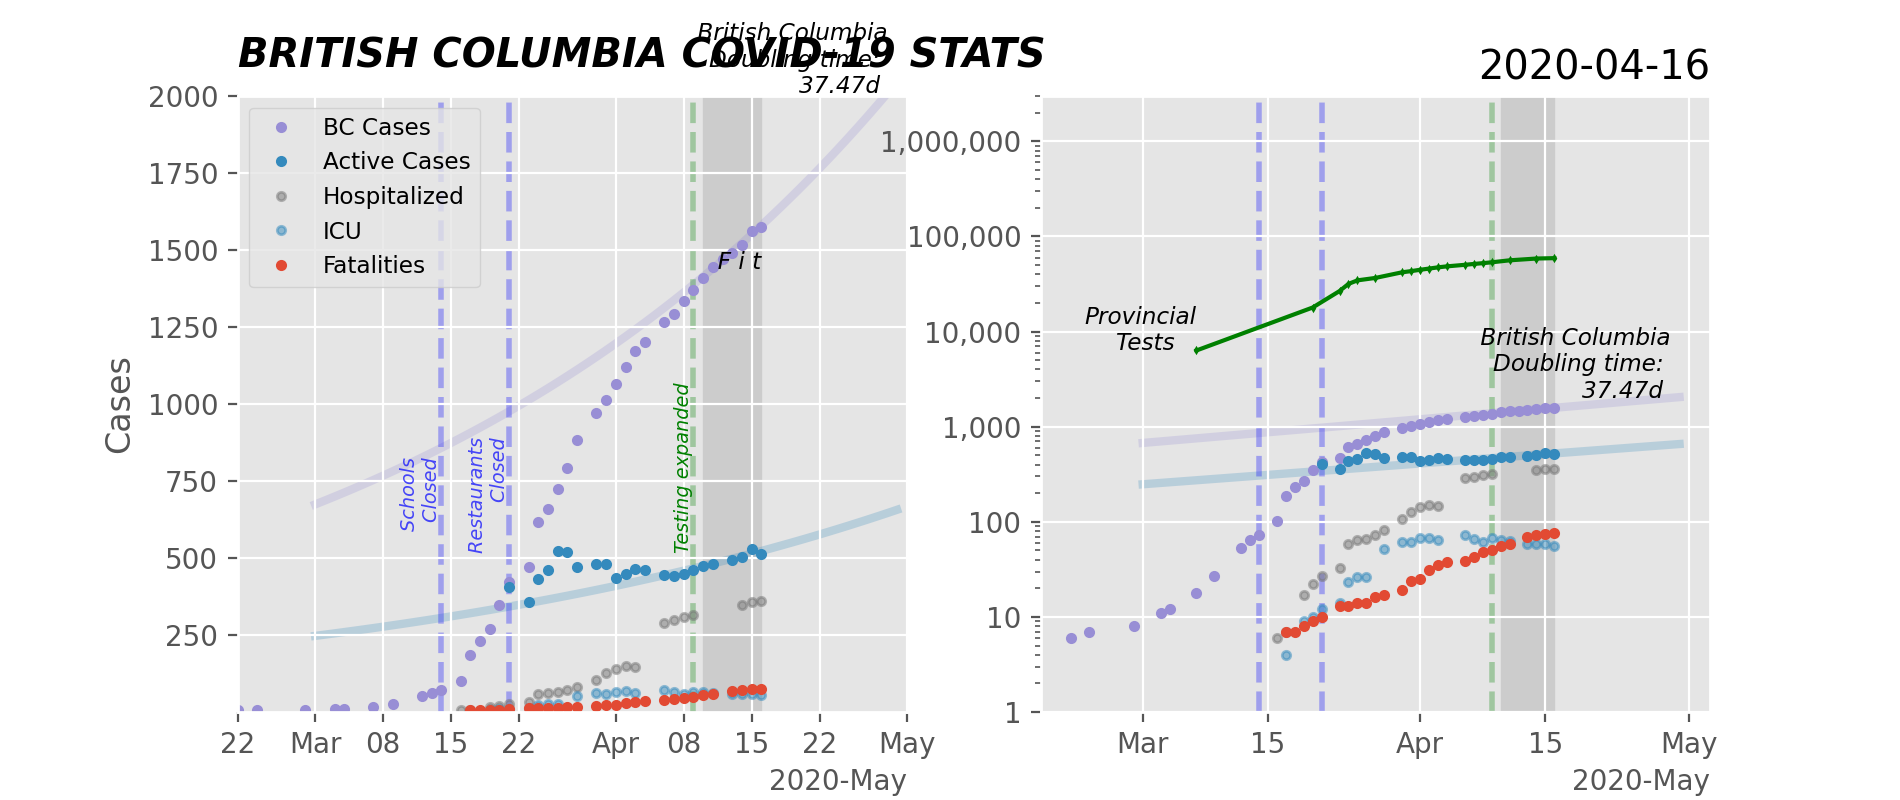 BRITISH COLUMBIA COVID-19 STATS
British Columbia
Doubling time:
37.47d
2020-04-16
2000
1750
1500
1250
1000
750
500
250
Cases
BC Cases
Active Cases
Hospitalized
ICU
Fatalities
Schools
Closed
Restaurants
Closed
Testing expanded
Fit
22 Mar 08 15 22 Apr 08 15 22 May
2020-May
1,000,000
100,000
10,000
1,000
100
10
1
Provincial
Tests
British Columbia
Doubling time:
37.47d
Mar 15 Apr 15 May
2020-May